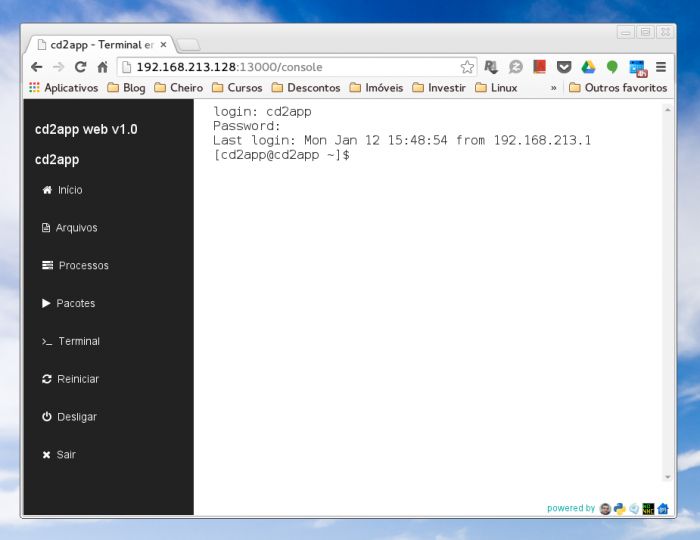 cd2app - Terminal er
192.168.213.128:13000/console
Aplicativos Blog Cheiro Cursos Descontos Imóveis Investir Linux » Outros favoritos
cd2app web v1.0
cd2app
Início
Arquivos
Processos
Pacotes
>_ Terminal
Reiniciar
Desligar
Sair
login: cd2app
Password:
Last login: Mon Jan 12 15:48:54 from 192.168.213.1
[cd2app@cd2app ~]$
powered by